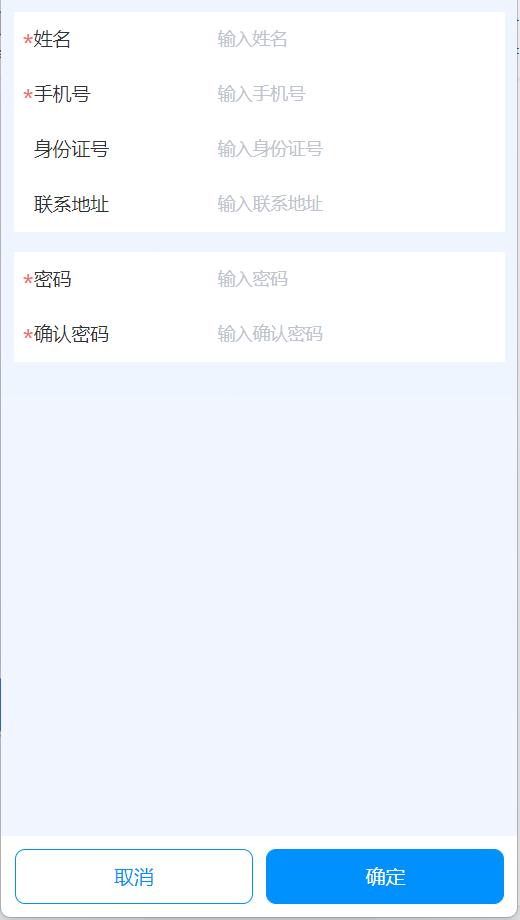 *姓名 输入姓名
*手机号 输入手机号
身份证号 输入身份证号
联系地址 输入联系地址
*密码 输入密码
*确认密码 输入确认密码
取消 确定